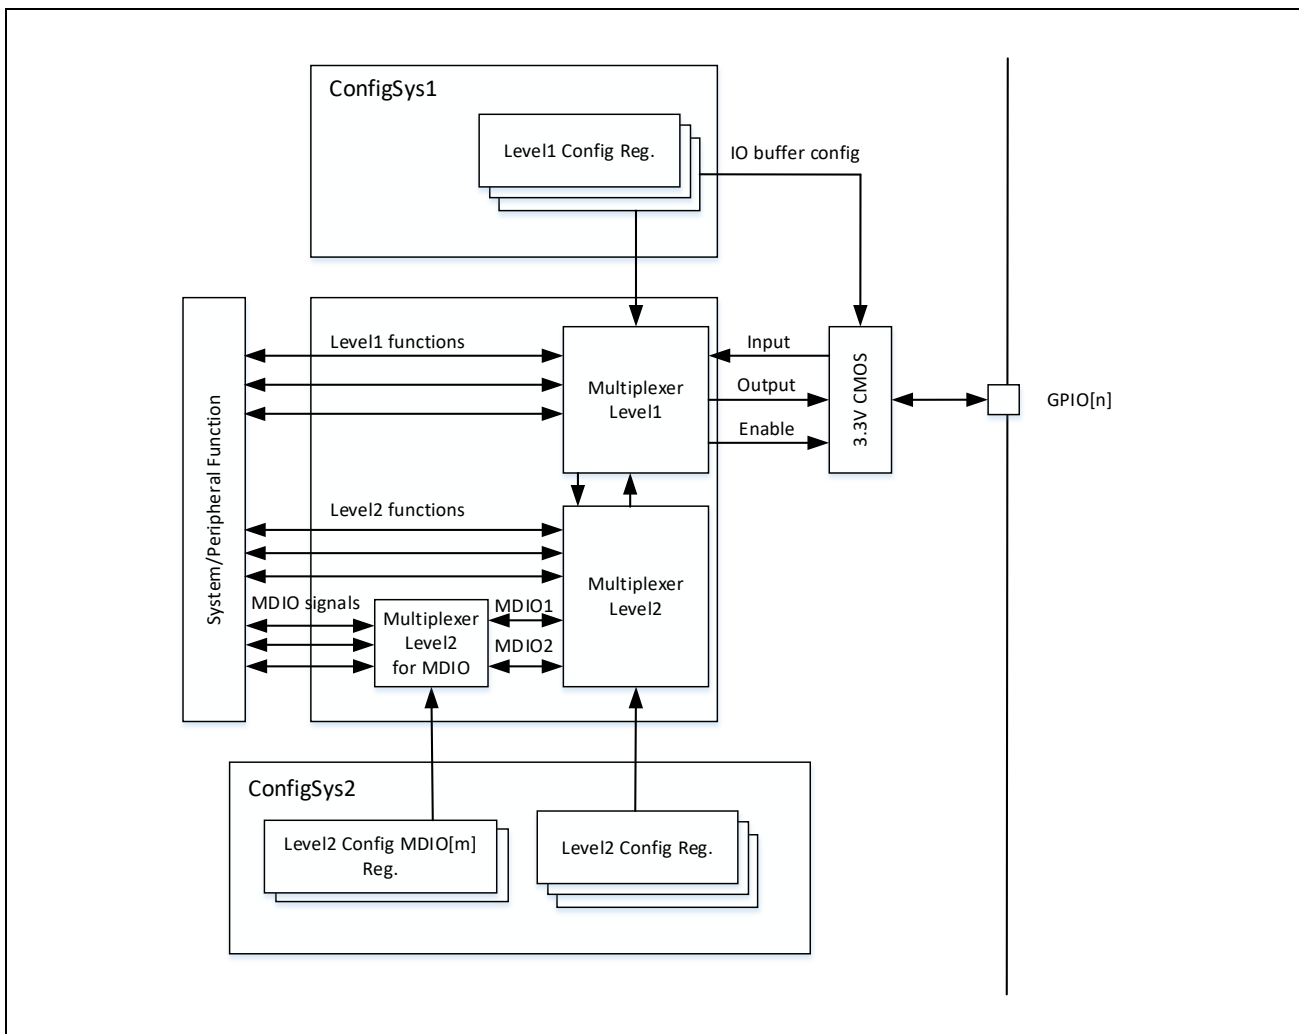 ConfigSys1
Level1 Config Reg.
IO buffer config
System/Peripheral Function
Level1 functions
Multiplexer
Level1
Input
Output
Enable
3.3V CMOS
GPIO[n]
Level2 functions
Multiplexer
Level2
MDIO signals
Multiplexer
Level2
for MDIO
MDIO1
MDIO2
ConfigSys2
Level2 Config MDIO[m]
Reg.
Level2 Config Reg.